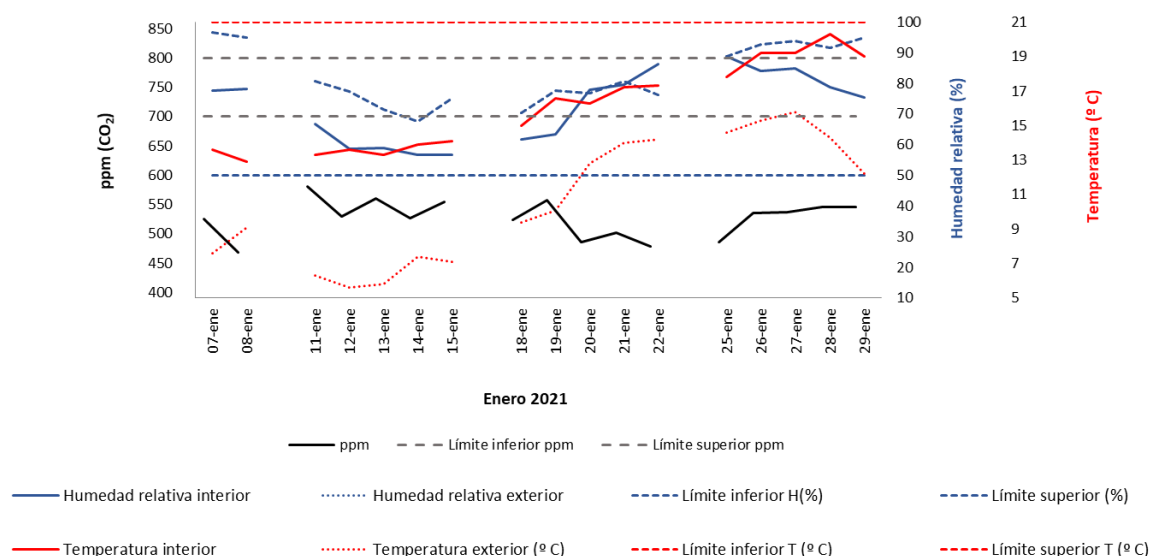 850
800
750
700
650
600
550
500
450
400
ppm (CO₂)
100
90
80
70
60
50
40
30
20
10
Humedad relativa (%)
21
19
17
15
13
11
9
7
5
Temperatura (º C)
07-ene
08-ene
11-ene
12-ene
13-ene
14-ene
15-ene
18-ene
19-ene
20-ene
21-ene
22-ene
25-ene
26-ene
27-ene
28-ene
29-ene
Enero 2021
ppm Límite inferior ppm Límite superior ppm
Humedad relativa interior Humedad relativa exterior Límite inferior H(%) Límite superior (%)
Temperatura interior Temperatura exterior (º C) Límite inferior T (º C) Límite superior T (º C)